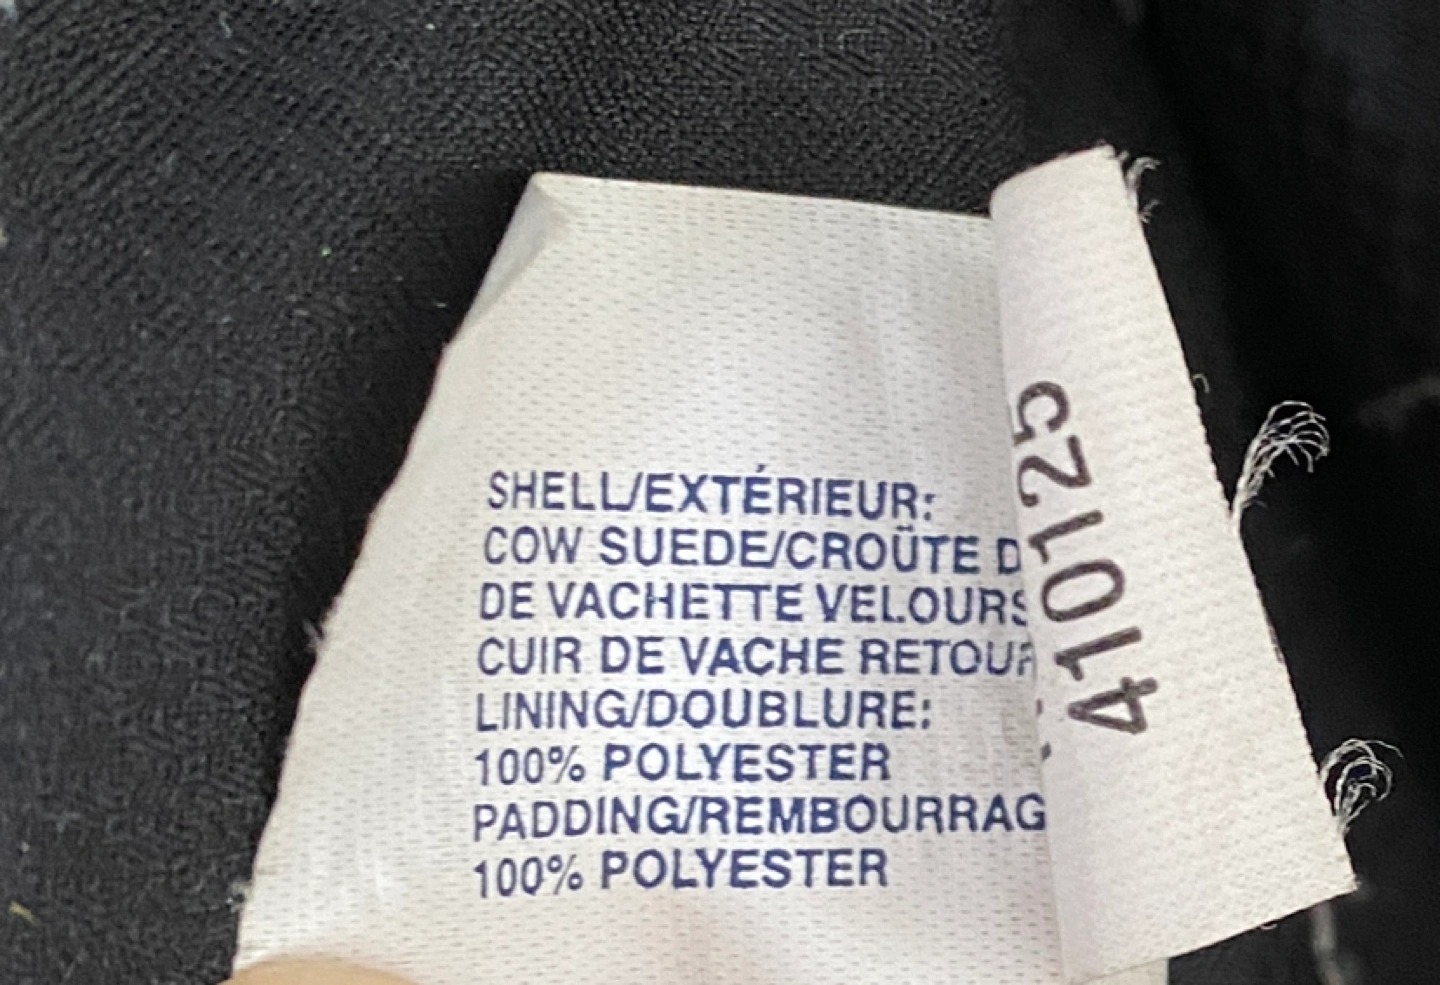 SHELL/EXTÉRIEUR:
COW SUEDE/CROÛTE
DE VACHETTE VELOURS
CUIR DE VACHE
LINING/DOUBLURE:
100% POLYESTER
PADDING/REMBOURRAG
100% POLYESTER
410125